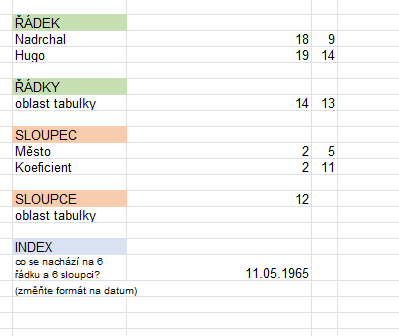 ŘÁDEK
Nadrchal 18 9
Hugo 19 14
ŘÁDKY
oblast tabulky 14 13
SLOUPEC
Město 2 5
Koeficient 2 11
SLOUPCE 12
oblast tabulky
INDEX
co se nachází na 6
řádku a 6 sloupci? 11.05.1965
(změňte formát na datum)